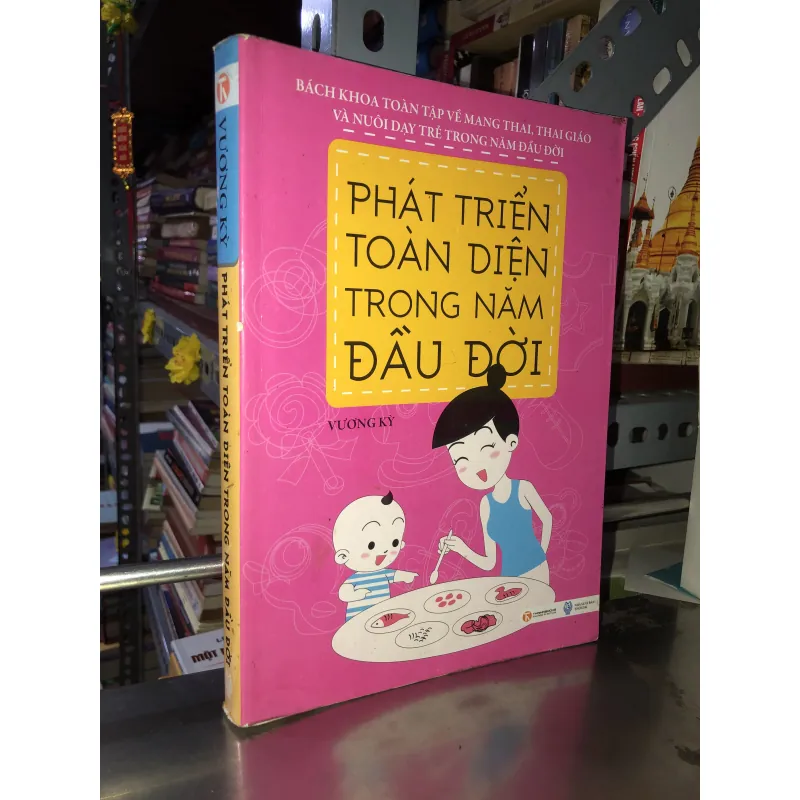 BÁCH KHOA TOÀN TẬP VỀ MANG THAI, THAI GIÁO
VÀ NUÔI DẠY TRẺ TRONG NĂM ĐẦU ĐỜI
PHÁT TRIỂN
TOÀN DIỆN
TRONG NĂM
ĐẦU ĐỜI
VƯƠNG KỲ
VƯƠNG KỲ
PHÁT TRIỂN TOÀN DIỆN TRONG NĂM ĐẦU ĐỜI
MỘT